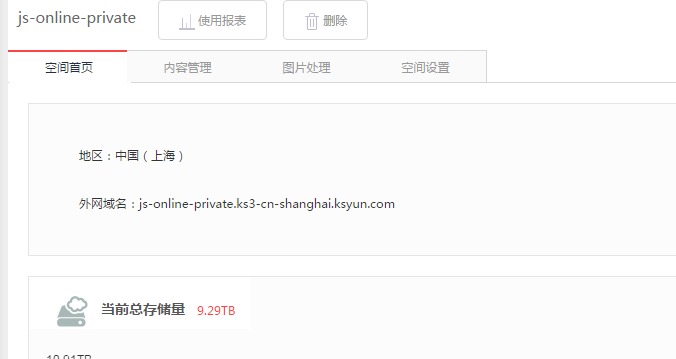 js-online-private 使用报表 删除
空间首页 内容管理 图片处理 空间设置
地区：中国（上海）
外网域名：js-online-private.ks3-cn-shanghai.ksyun.com
当前总存储量 9.29TB